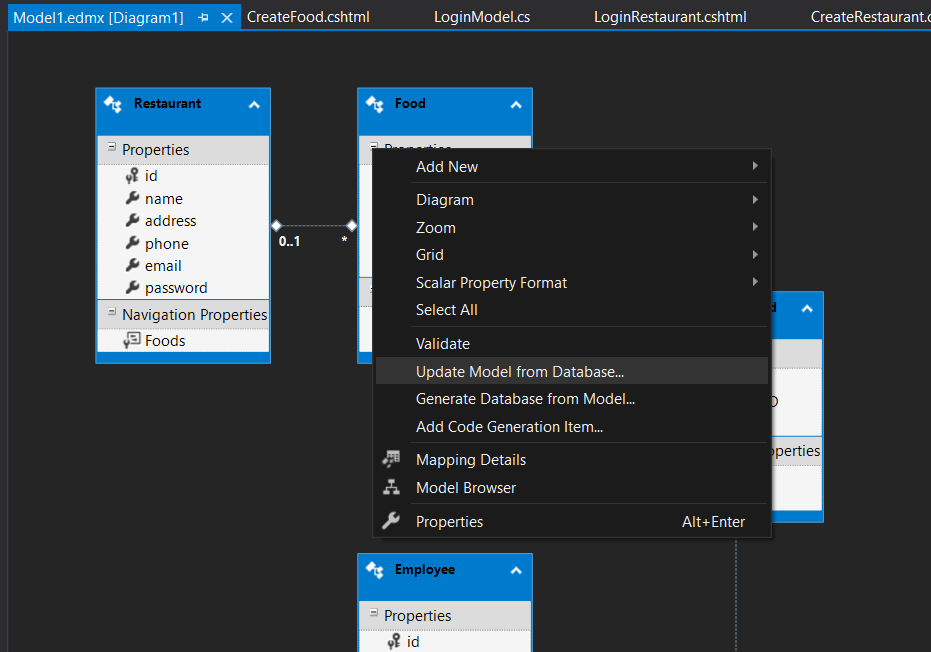 Model1.edmx [Diagram1]
CreateFood.cshtml
LoginModel.cs
LoginRestaurant.cshtml
CreateRestaurant.c
Restaurant
Properties
id
name
address
phone
email
password
Navigation Properties
Foods
0..1
*
Food
Properties
Add New
Diagram
Zoom
Grid
Scalar Property Format
Select All
Validate
Update Model from Database...
Generate Database from Model...
Add Code Generation Item...
Mapping Details
Model Browser
Properties Alt+Enter
operties
Employee
Properties
id